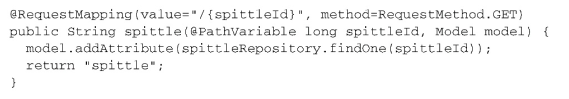 @RequestMapping(value="/{spittleId}", method=RequestMethod.GET)
public String spittle(@PathVariable long spittleId, Model model) {
  model.addAttribute(spittleRepository.findOne(spittleId));
  return "spittle";
}